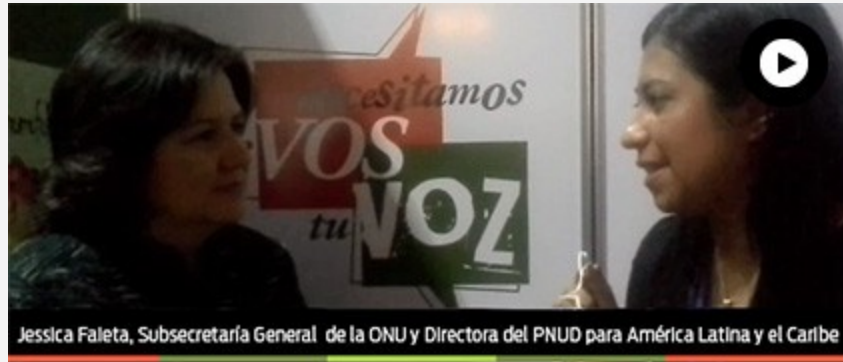 necesitamos
VOS
tu VOZ
Jessica Faieta, Subsecretaría General de la ONU y Directora del PNUD para América Latina y el Caribe